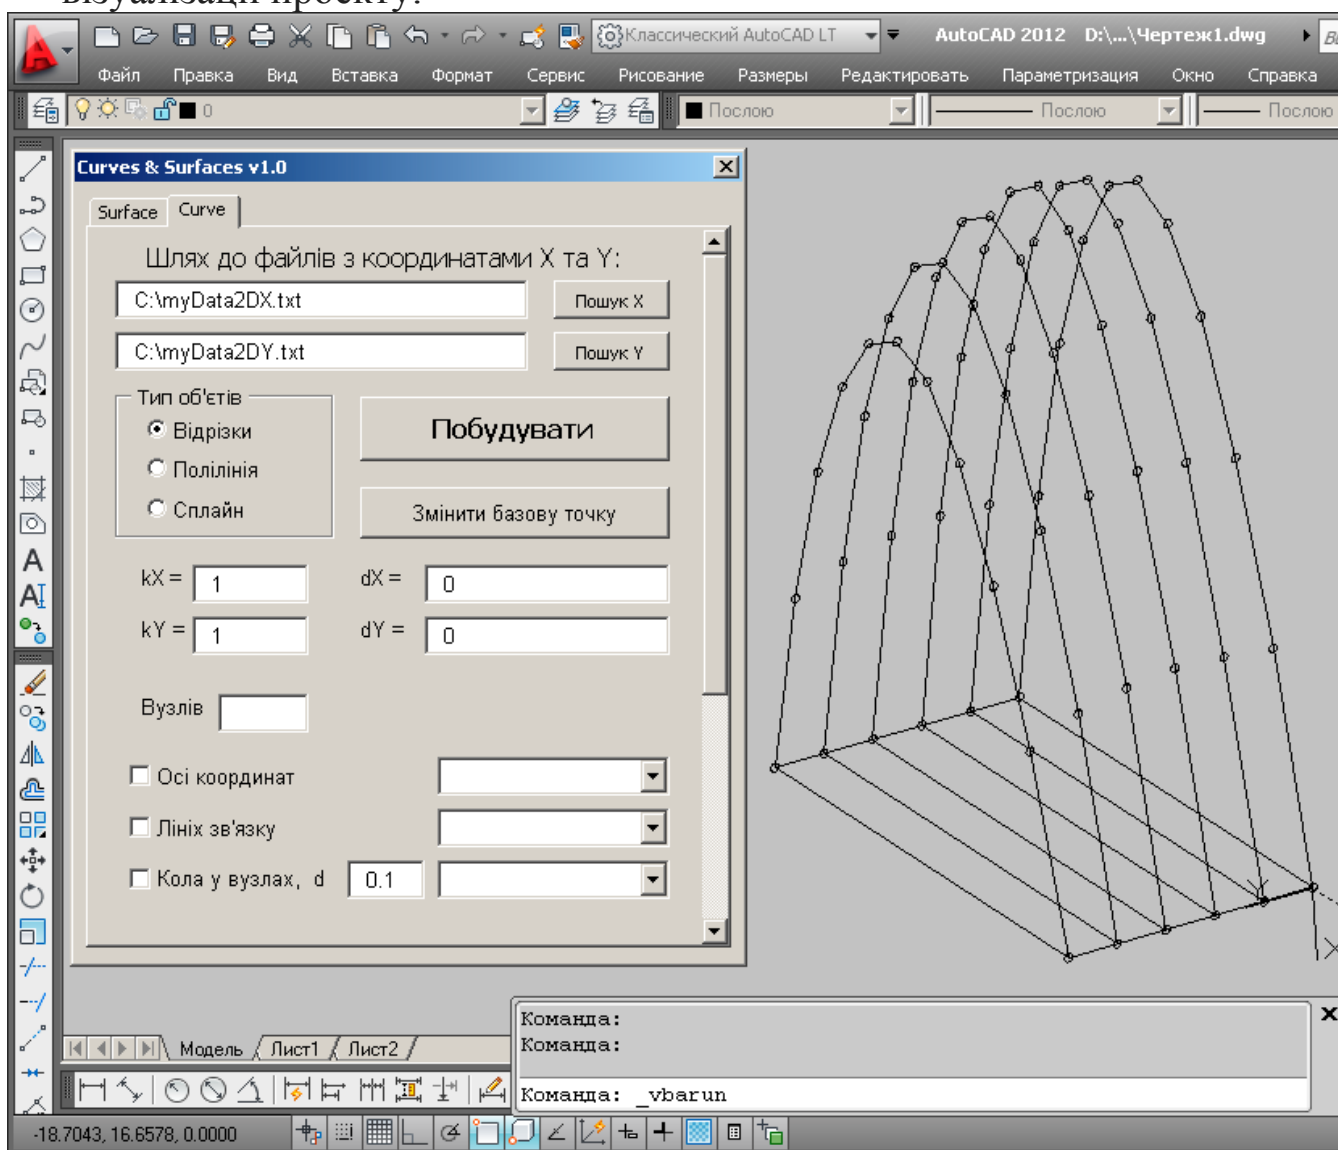 візуалізації проєкту.
Классический AutoCAD LT AutoCAD 2012 D:\...\Чертеж1.dwg
Файл Правка Вид Вставка Формат Сервис Рисование Размеры Редактировать Параметризация Окно Справка
0 Послою Послою Послою
Curves & Surfaces v1.0
Surface Curve
Шлях до файлів з координатами X та Y:
C:\myData2DX.txt Пошук X
C:\myData2DY.txt Пошук Y
Тип об'єтів
Відрізки
Полілінія
Сплайн
Побудувати
Змінити базову точку
kX = 1 dX = 0
kY = 1 dY = 0
Вузлів
Осі координат
Лініх зв'язку
Кола у вузлах, d 0.1
Команда:
Команда:
Команда: _vbarun
Модель Лист1 Лист2
-18.7043, 16.6578, 0.0000